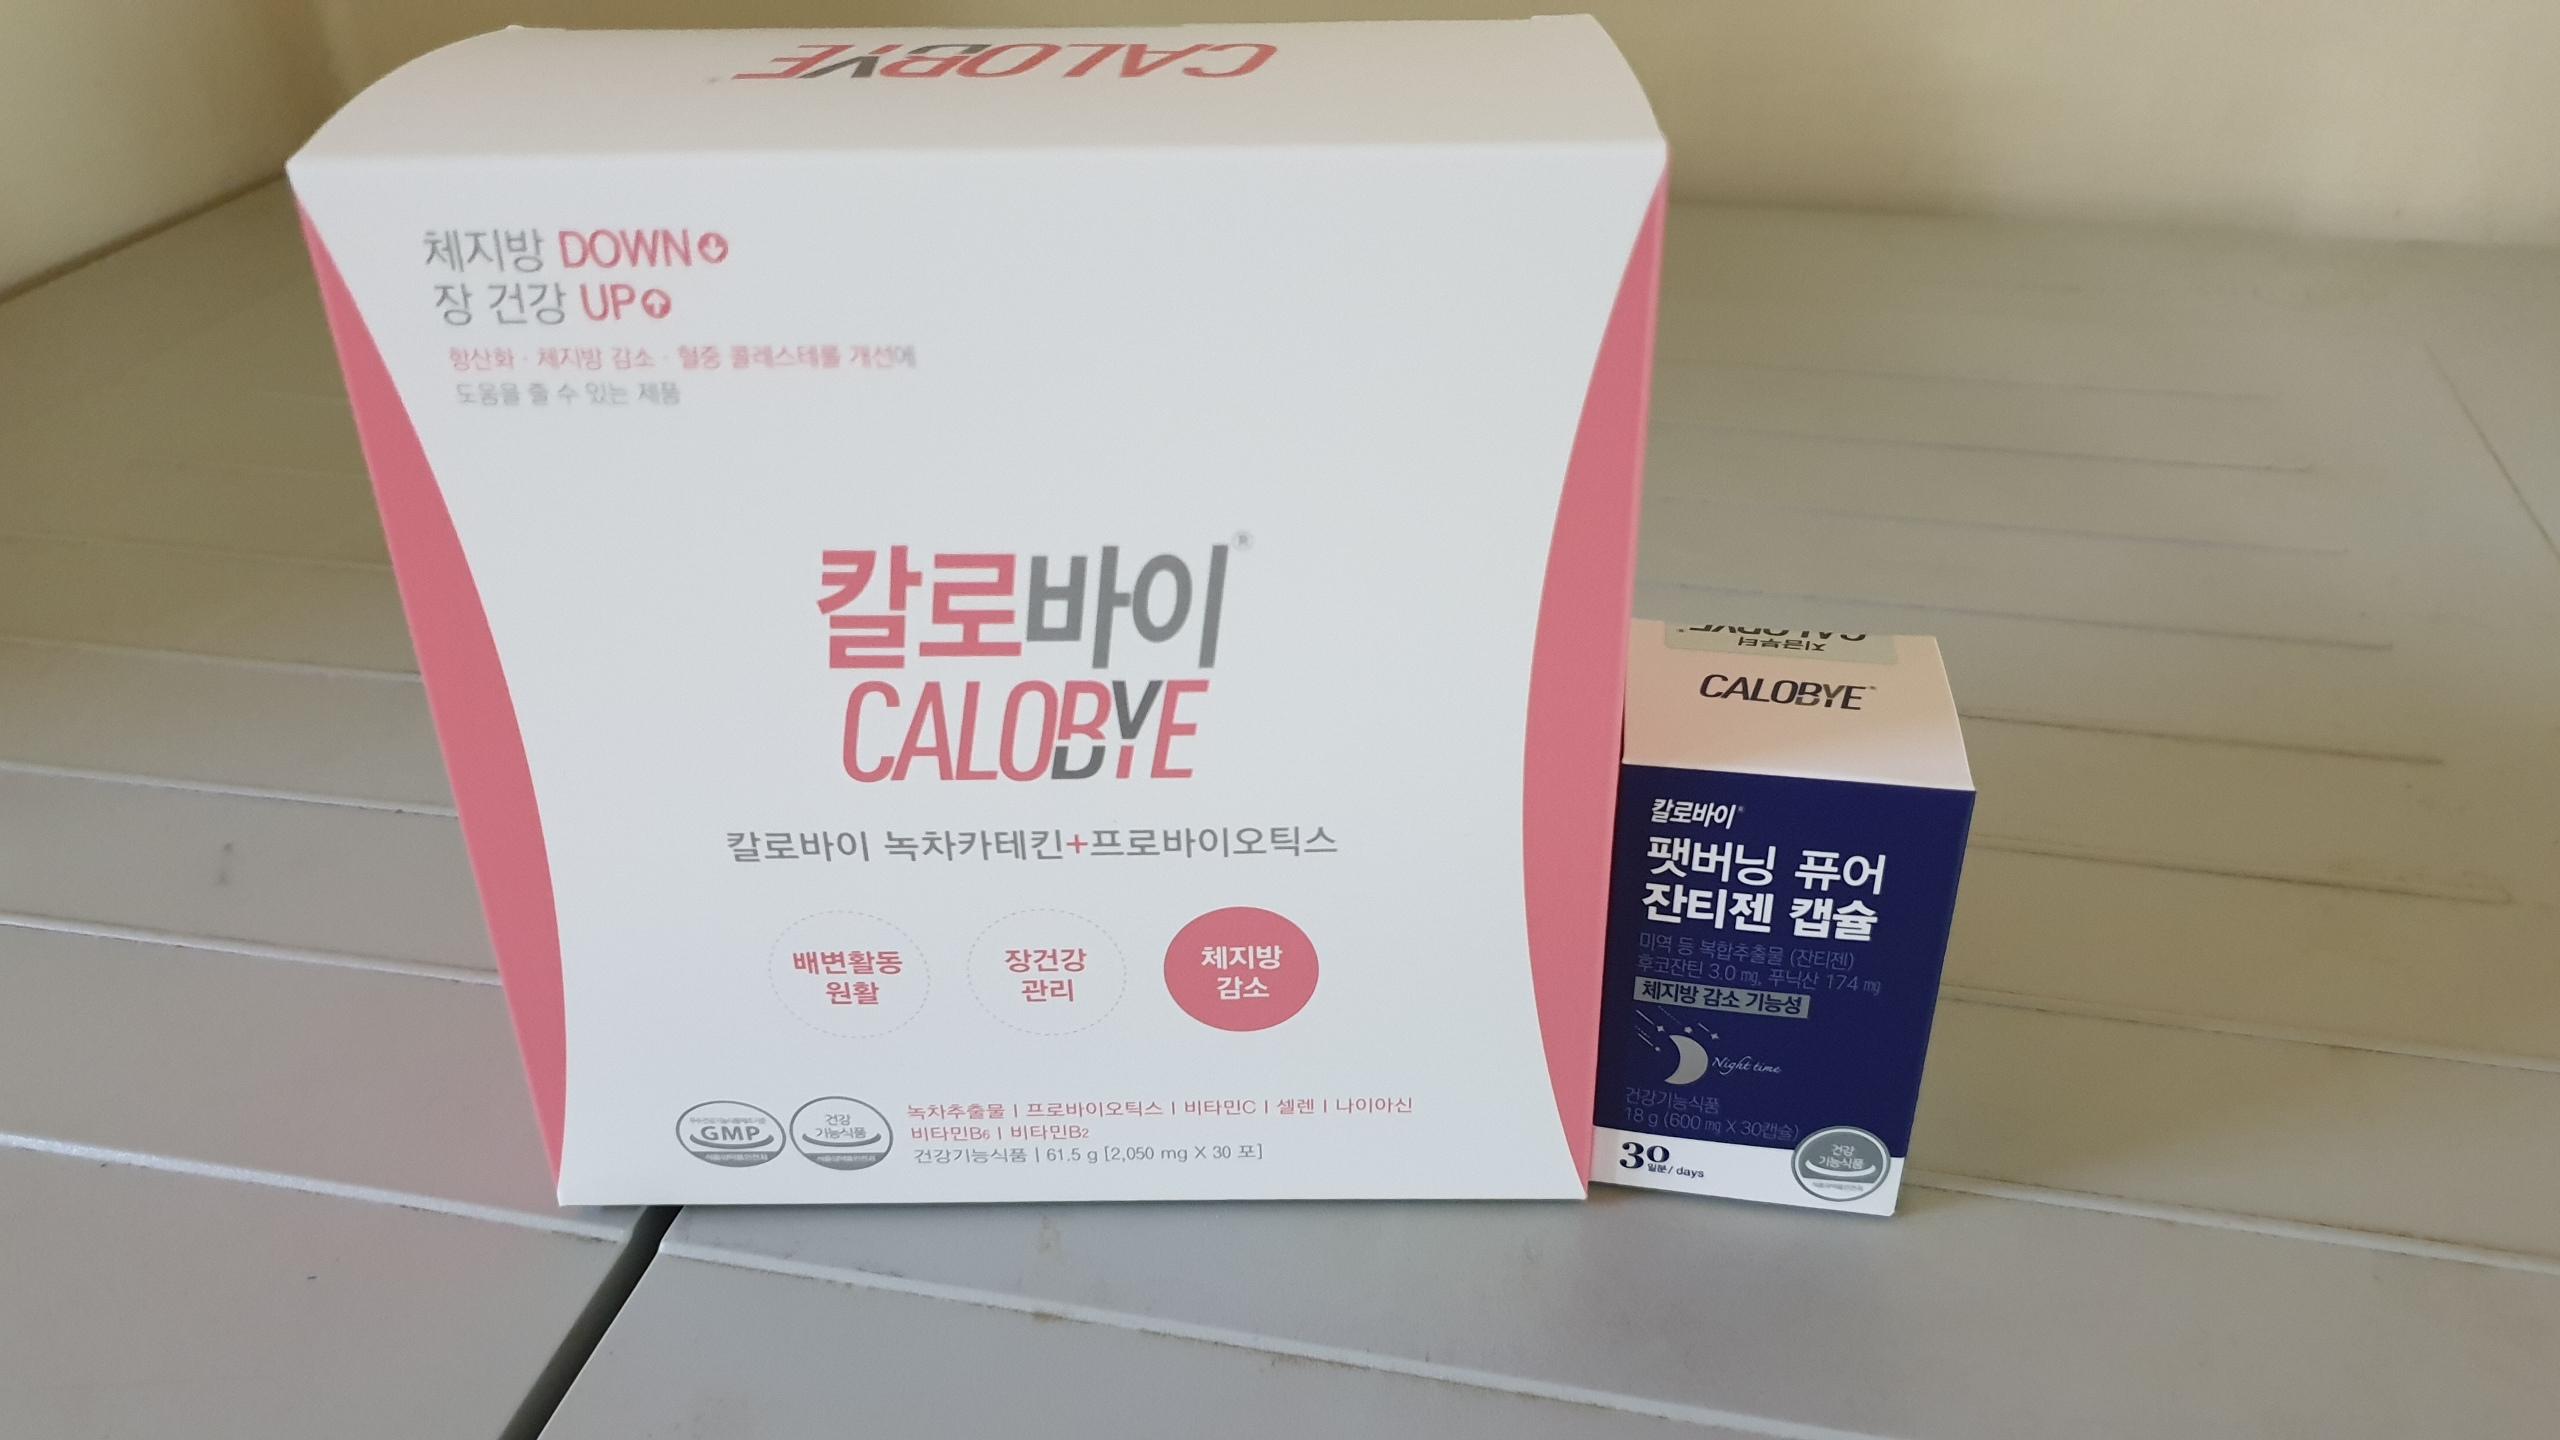 CALOBYE
체지방 DOWN
장 건강 UP
항산화 · 체지방 감소 · 혈중 콜레스테롤 개선에
도움을 줄 수 있는 제품
칼로바이®
CALOBYE
칼로바이 녹차카테킨+프로바이오틱스
배변활동
원활
장건강
관리
체지방
감소
GMP
건강
기능식품
녹차추출물 | 프로바이오틱스 | 비타민C | 셀렌 | 나이아신
비타민B6 | 비타민B2
건강기능식품 | 61.5 g [2,050 mg X 30 포]
지금부터
CALOBYE
CALOBYE
칼로바이
팻버닝 퓨어
잔티젠 캡슐
미역 등 복합추출물 (잔티젠)
후코잔틴 3.0 mg, 푸닉산 174 mg
체지방 감소 기능성
Night time
건강기능식품
18 g (600 mg X 30캡슐)
30 일분/ days
건강
기능식품